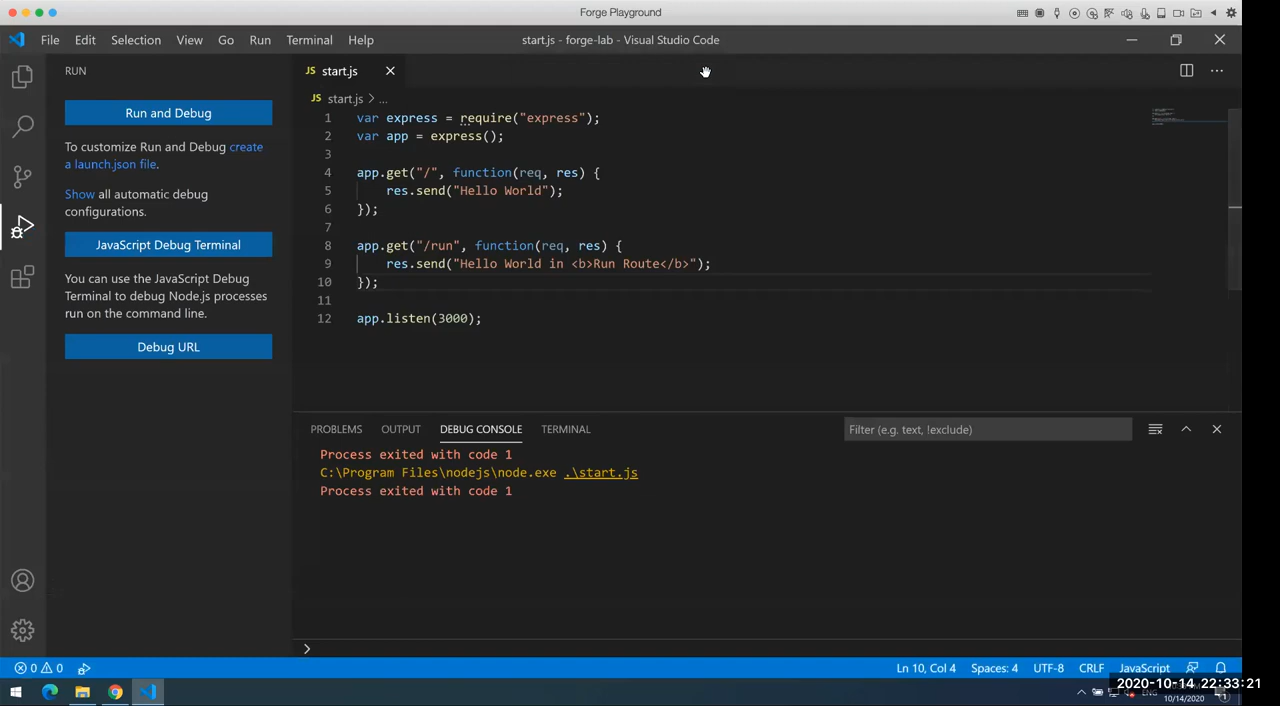 Forge Playground
File Edit Selection View Go Run Terminal Help
start.js - forge-lab - Visual Studio Code
RUN
Run and Debug
To customize Run and Debug create
a launch.json file.
Show all automatic debug
configurations.
JavaScript Debug Terminal
You can use the JavaScript Debug
Terminal to debug Node.js processes
run on the command line.
Debug URL
JS start.js
JS start.js > ...
1 var express = require("express");
2 var app = express();
3
4 app.get("/", function(req, res) {
5 res.send("Hello World");
6 });
7
8 app.get("/run", function(req, res) {
9 res.send("Hello World in <b>Run Route</b>");
10 });
11
12 app.listen(3000);
PROBLEMS OUTPUT DEBUG CONSOLE TERMINAL
Filter (e.g. text, !exclude)
Process exited with code 1
C:\Program Files\nodejs\node.exe .\start.js
Process exited with code 1
>
0 0
Ln 10, Col 4 Spaces: 4 UTF-8 CRLF JavaScript
2020-10-14 22:33:21
ENG
10/14/2020